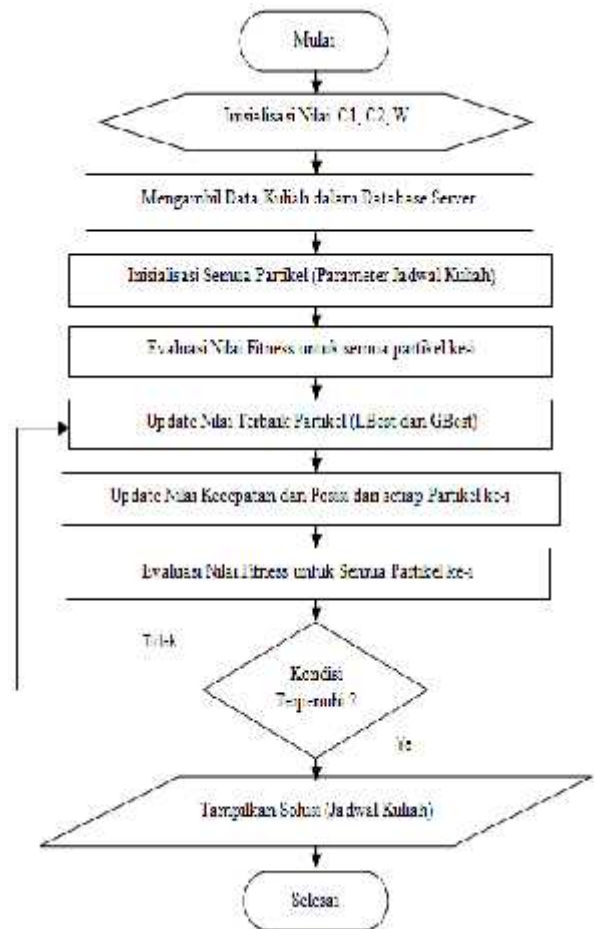 Mulai
Inisialisasi Nilai C1, C2, W
Mengambil Data Kuliah dalam Database Server
Inisialisasi Semua Partikel (Parameter Jadwal Kuliah)
Evaluasi Nilai Fitness untuk semua partikel ke-i
Update Nilai Terbaik Partikel (LBest dan GBest)
Update Nilai Kecepatan dan Posisi dari setiap Partikel ke-i
Evaluasi Nilai Fitness untuk Semua Partikel ke-i
Tidak
Kondisi
Terpenuhi ?
Ya
Tampilkan Solusi (Jadwal Kuliah)
Selesai